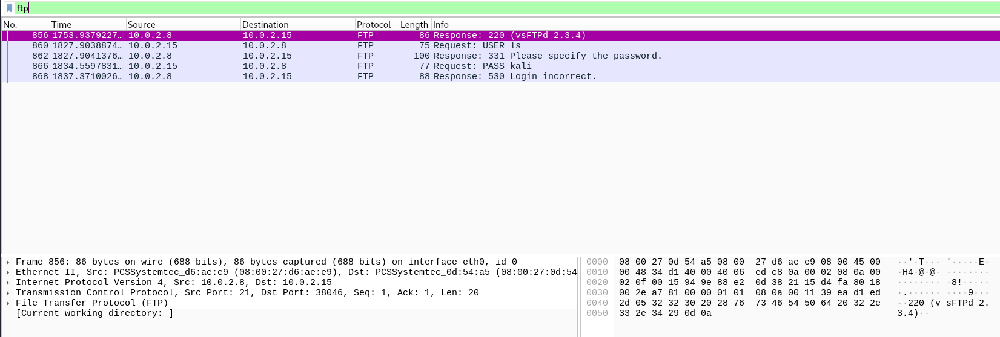 ftp
No. Time Source Destination Protocol Length Info
856 1753.9379227… 10.0.2.8 10.0.2.15 FTP 86 Response: 220 (vsFTPd 2.3.4)
860 1827.9038874… 10.0.2.15 10.0.2.8 FTP 75 Request: USER ls
862 1827.9041376… 10.0.2.8 10.0.2.15 FTP 100 Response: 331 Please specify the password.
866 1834.5597831… 10.0.2.15 10.0.2.8 FTP 77 Request: PASS kali
868 1837.3710026… 10.0.2.8 10.0.2.15 FTP 88 Response: 530 Login incorrect.
Frame 856: 86 bytes on wire (688 bits), 86 bytes captured (688 bits) on interface eth0, id 0
Ethernet II, Src: PCSSystemtec_d6:ae:e9 (08:00:27:d6:ae:e9), Dst: PCSSystemtec_0d:54:a5 (08:00:27:0d:54
Internet Protocol Version 4, Src: 10.0.2.8, Dst: 10.0.2.15
Transmission Control Protocol, Src Port: 21, Dst Port: 38046, Seq: 1, Ack: 1, Len: 20
File Transfer Protocol (FTP)
[Current working directory: ]
0000 08 00 27 0d 54 a5 08 00 27 d6 ae e9 08 00 45 00 ··'·T··· '·····E·
0010 00 48 34 d1 40 00 40 06 ed c8 0a 00 02 08 0a 00 ·H4·@·@· ········
0020 02 0f 00 15 94 9e 88 e2 0d 38 21 15 d4 fa 80 18 ········ ·8!·····
0030 00 2e a7 81 00 00 01 01 08 0a 00 11 39 ea d1 ed ·.······ ····9···
0040 2d 05 32 32 30 20 28 76 73 46 54 50 64 20 32 2e -·220 (v sFTPd 2.
0050 33 2e 34 29 0d 0a 3.4)··